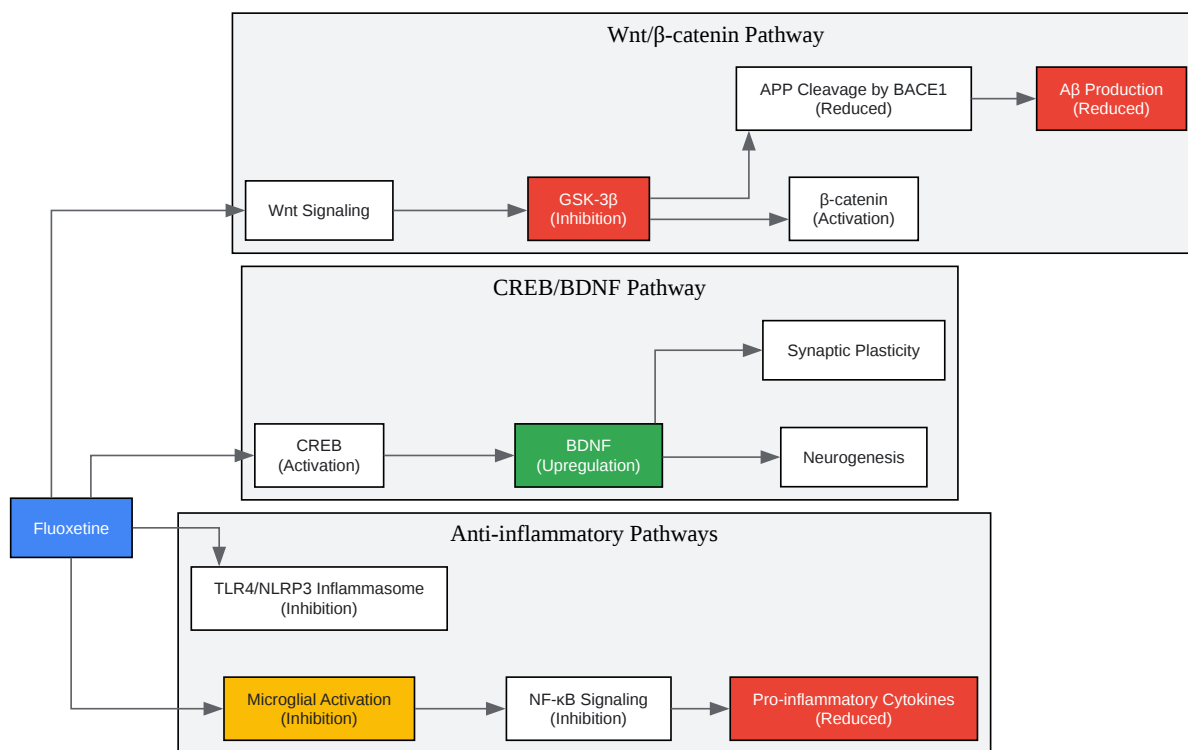 Wnt/β-catenin Pathway
APP Cleavage by BACE1
(Reduced)
Aβ Production
(Reduced)
Wnt Signaling
GSK-3β
(Inhibition)
β-catenin
(Activation)
CREB/BDNF Pathway
Synaptic Plasticity
CREB
(Activation)
BDNF
(Upregulation)
Neurogenesis
Fluoxetine
Anti-inflammatory Pathways
TLR4/NLRP3 Inflammasome
(Inhibition)
Microglial Activation
(Inhibition)
NF-κB Signaling
(Inhibition)
Pro-inflammatory Cytokines
(Reduced)